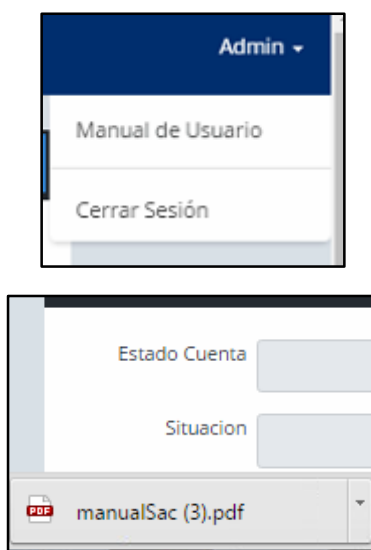 Admin
Manual de Usuario
Cerrar Sesión
Estado Cuenta
Situacion
PDF
manualSac (3).pdf